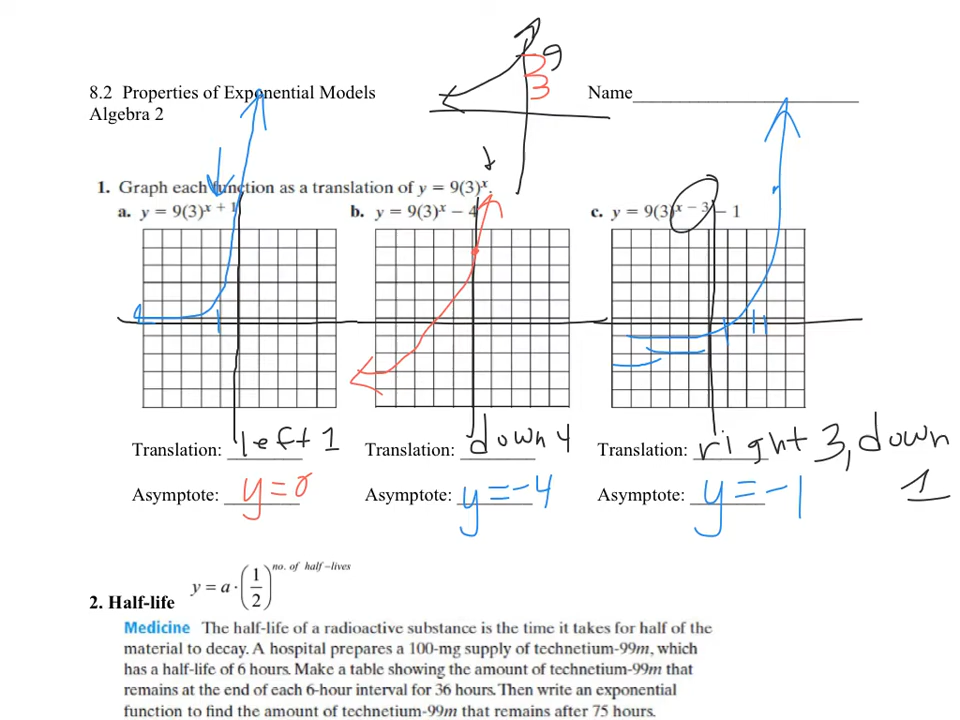 9
3
8.2 Properties of Exponential Models
Name
Algebra 2
1. Graph each function as a translation of y = 9(3)^x.
a. y = 9(3)^x + 1
b. y = 9(3)^x − 4
c. y = 9(3)^x − 3 − 1
Translation: left 1
Translation: down 4
Translation: right 3, down 1
Asymptote: y=0
Asymptote: y=-4
Asymptote: y=-1
y = a · (1/2)^no. of half-lives
2. Half-life
Medicine The half-life of a radioactive substance is the time it takes for half of the
material to decay. A hospital prepares a 100-mg supply of technetium-99m, which
has a half-life of 6 hours. Make a table showing the amount of technetium-99m that
remains at the end of each 6-hour interval for 36 hours. Then write an exponential
function to find the amount of technetium-99m that remains after 75 hours.